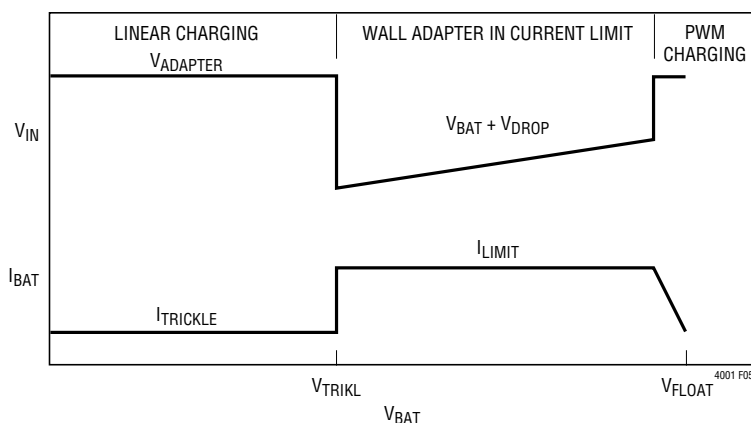 LINEAR CHARGING
WALL ADAPTER IN CURRENT LIMIT
PWM
CHARGING
VADAPTER
VIN
VBAT + VDROP
IBAT
ILIMIT
ITRICKLE
VTRIKL
VFLOAT
4001 F05
VBAT